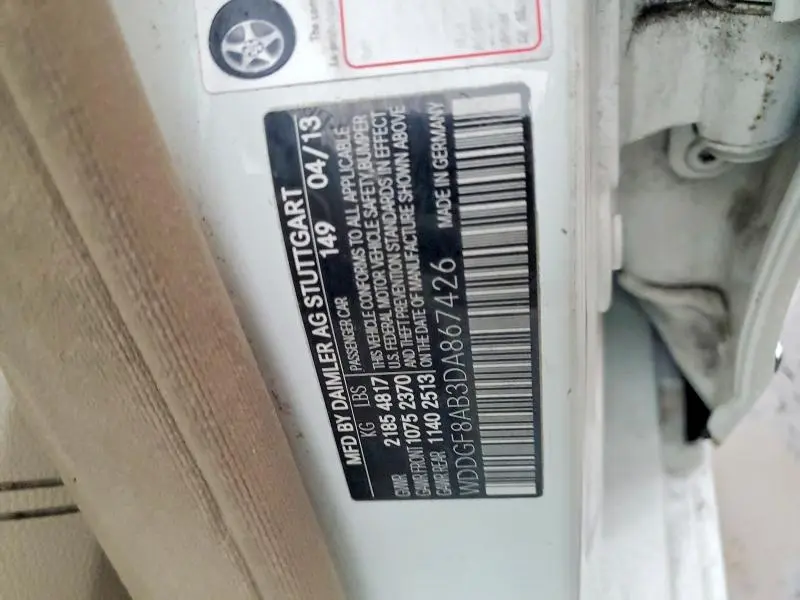 The com
MFD BY DAIMLER AG STUTTGART
149 04/13
KG LBS
PASSENGER CAR
GVWR 2185 4817
GAWR FRONT 1075 2370
GAWR REAR 1140 2513
THIS VEHICLE CONFORMS TO ALL APPLICABLE
U.S. FEDERAL MOTOR VEHICLE SAFETY, BUMPER
AND THEFT PREVENTION STANDARDS IN EFFECT
ON THE DATE OF MANUFACTURE SHOWN ABOVE
WDDGF8AB3DA867426 MADE IN GERMANY